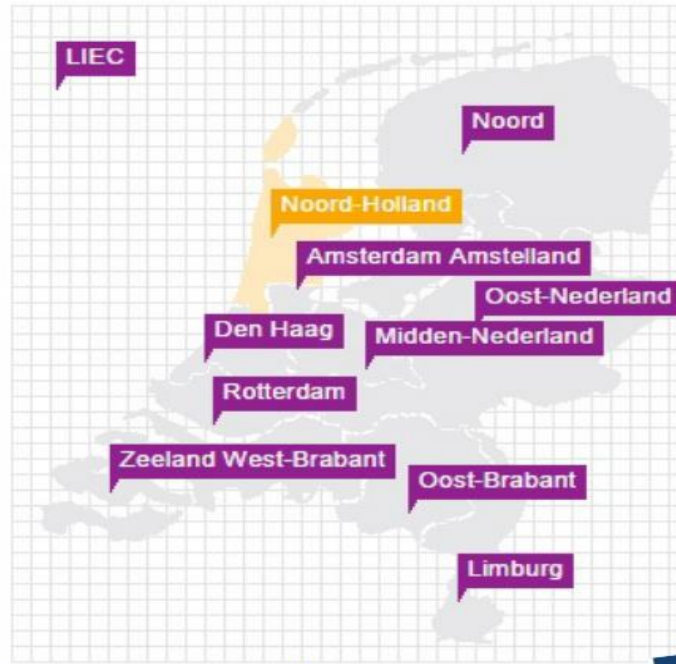 LIEC
Noord
Noord-Holland
Amsterdam Amstelland
Oost-Nederland
Den Haag
Midden-Nederland
Rotterdam
Zeeland West-Brabant
Oost-Brabant
Limburg